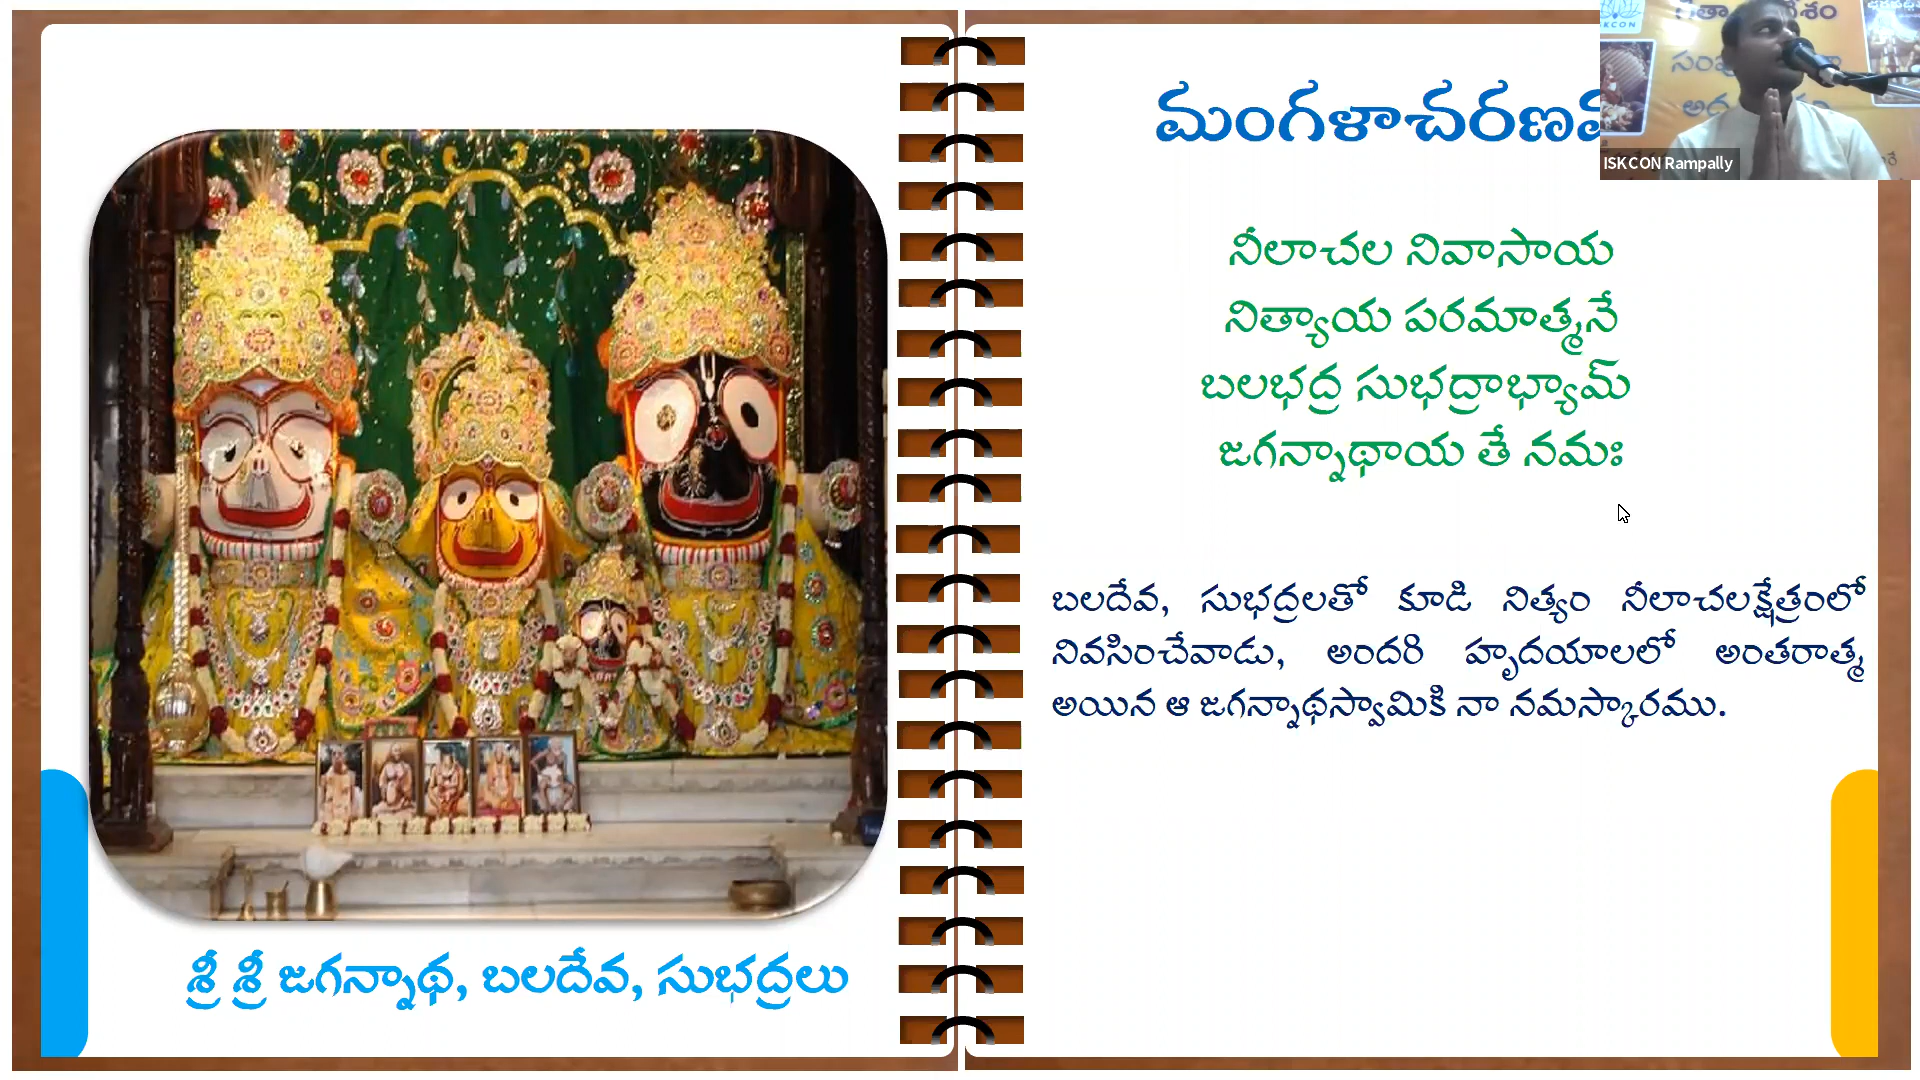 మంగళాచరణ
నీలాచల నివాసాయ
నిత్యాయ పరమాత్మనే
బలభద్ర సుభద్రాభ్యామ్
జగన్నాథాయ తే నమః
బలదేవ, సుభద్రలతో కూడి నిత్యం నీలాచలక్షేత్రంలో
నివసించేవాడు, అందరి హృదయాలలో అంతరాత్మ
అయిన ఆ జగన్నాథస్వామికి నా నమస్కారము.
శ్రీ శ్రీ జగన్నాథ, బలదేవ, సుభద్రలు
ISKCON Rampally